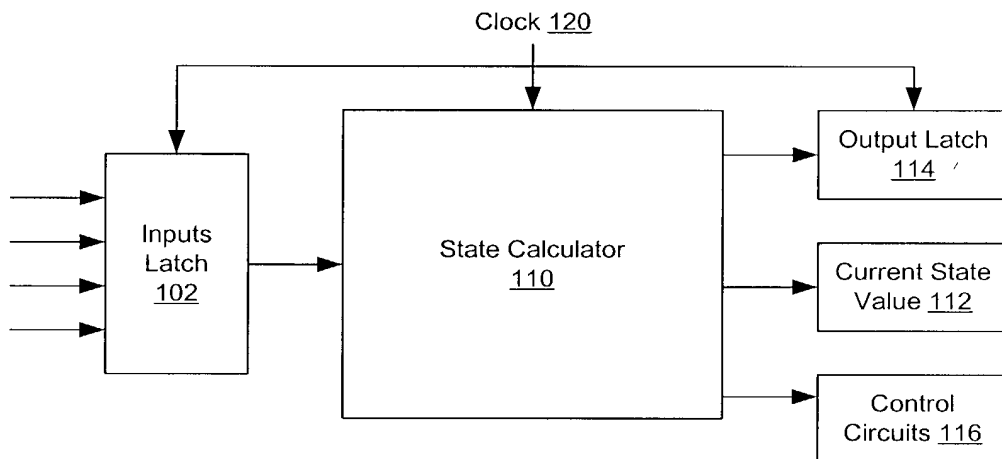 Clock 120
Inputs
Latch
102
State Calculator
110
Output Latch
114
Current State
Value 112
Control
Circuits 116